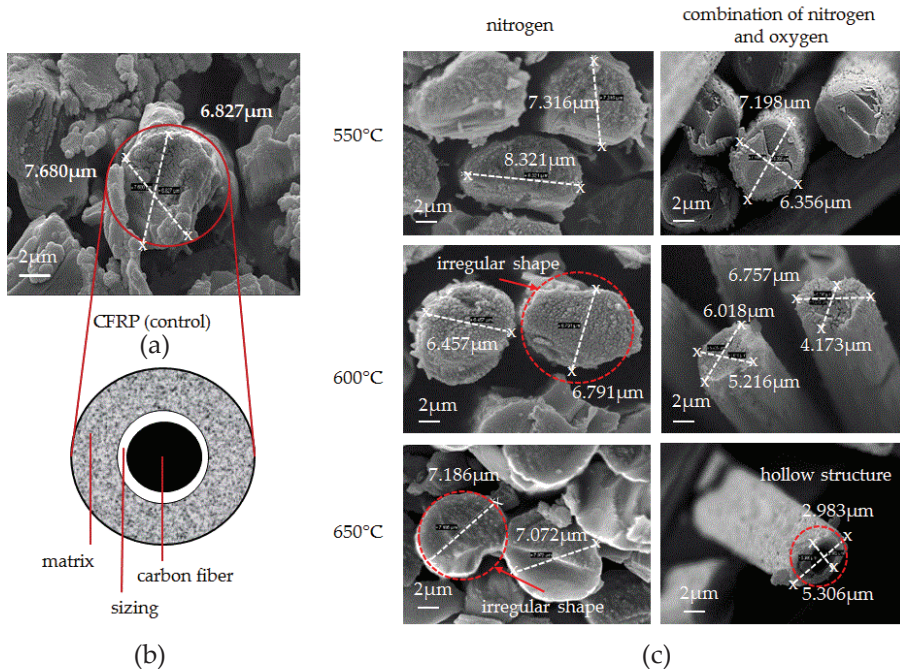 nitrogen
combination of nitrogen
and oxygen
6.827µm
7.680µm
2µm
CFRP (control)
(a)
matrix
sizing
carbon fiber
(b)
550°C
7.316µm
8.321µm
2µm
7.198µm
6.356µm
2µm
600°C
irregular shape
6.457µm
6.791µm
2µm
6.757µm
6.018µm
4.173µm
5.216µm
2µm
650°C
7.186µm
7.072µm
2µm
irregular shape
hollow structure
2.983µm
2µm
5.306µm
(c)